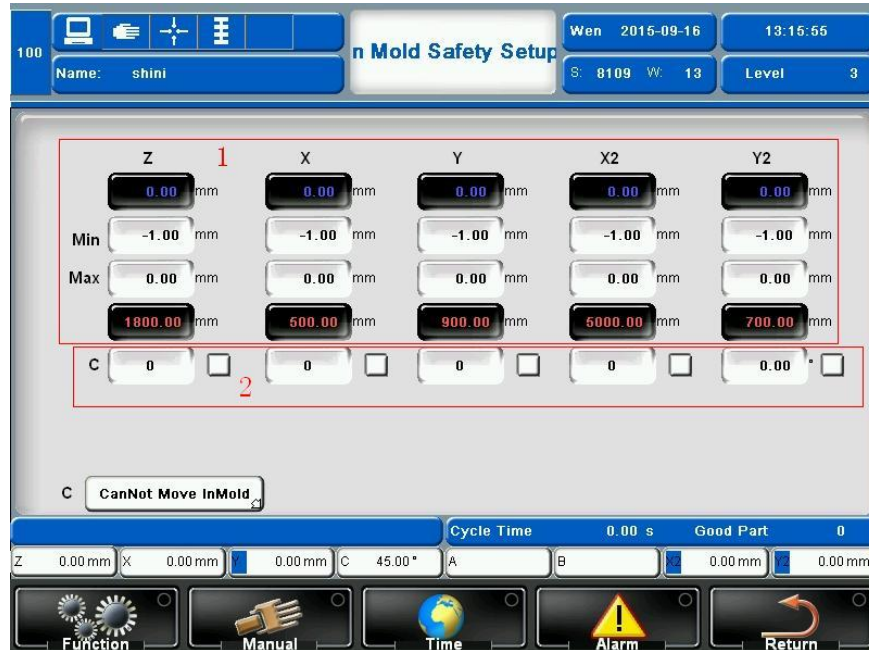 100
n Mold Safety Setup
Wen 2015-09-16
13:15:55
Name: shini
S: 8109 W: 13
Level 3
Z 1 X Y X2 Y2
0.00 mm 0.00 mm 0.00 mm 0.00 mm 0.00 mm
Min -1.00 mm -1.00 mm -1.00 mm -1.00 mm -1.00 mm
Max 0.00 mm 0.00 mm 0.00 mm 0.00 mm 0.00 mm
1800.00 mm 500.00 mm 900.00 mm 5000.00 mm 700.00 mm
C 0 0 0 0 0.00 °
2
C CanNot Move InMold
Cycle Time 0.00 s Good Part 0
Z 0.00 mm X 0.00 mm Y 0.00 mm C 45.00 ° A B X2 0.00 mm Y2 0.00 mm
Function Manual Time Alarm Return